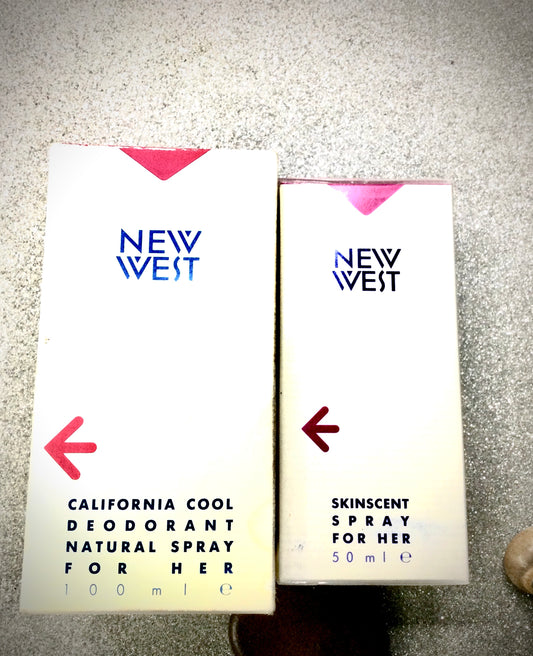 NEW
WEST
CALIFORNIA COOL
DEODORANT
NATURAL SPRAY
FOR HER
100 ml e
NEW
WEST
SKINSCENT
SPRAY
FOR HER
50 ml e